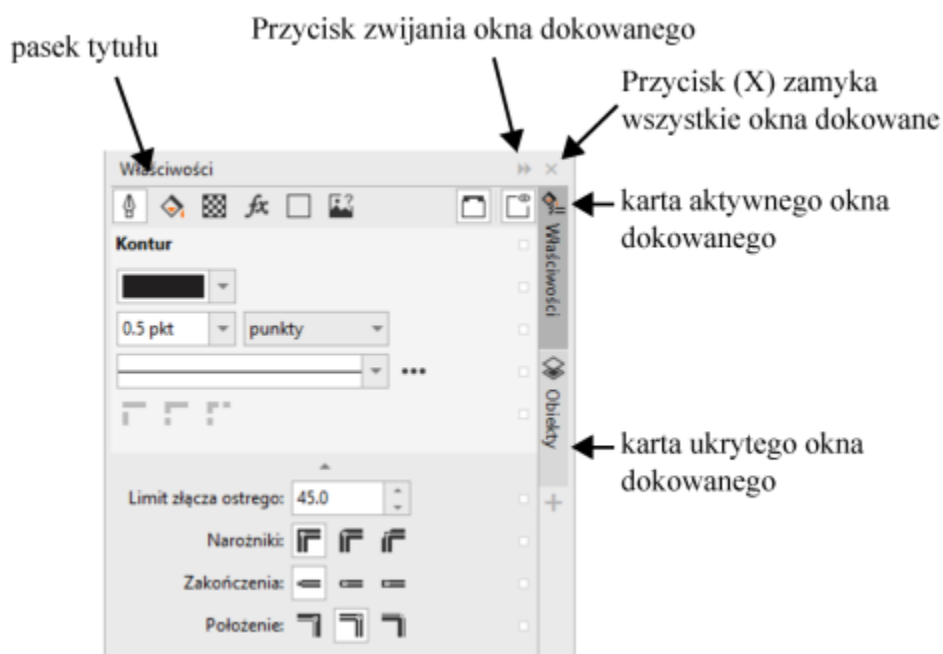 Przycisk zwijania okna dokowanego
pasek tytułu
Przycisk (X) zamyka
wszystkie okna dokowane
Właściwości
fx
karta aktywnego okna
dokowanego
Kontur
Właściwości
0.5 pkt
punkty
Obiekty
karta ukrytego okna
dokowanego
Limit złącza ostrego: 45.0
Narożniki:
Zakończenia:
Położenie: